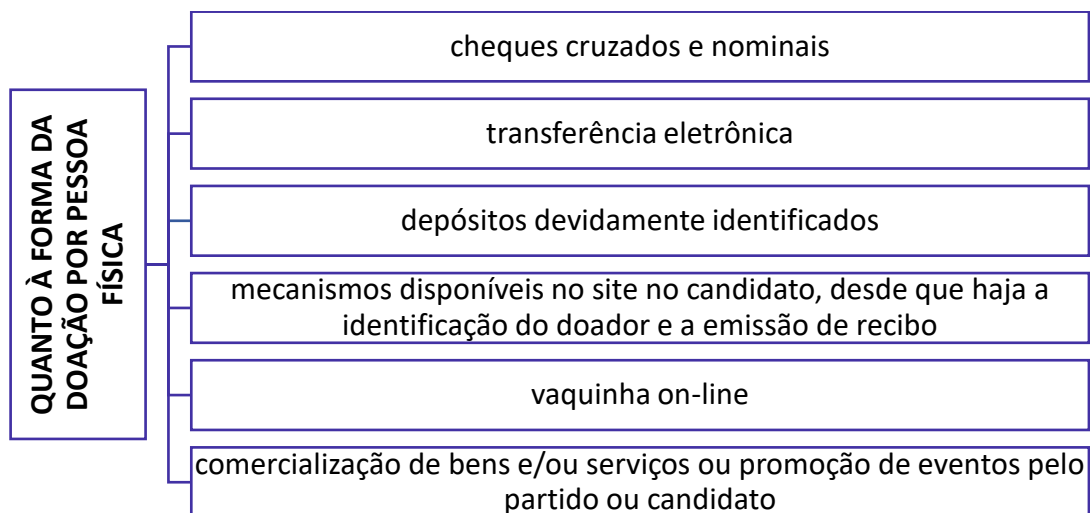 QUANTO À FORMA DA
DOAÇÃO POR PESSOA
FÍSICA
cheques cruzados e nominais
transferência eletrônica
depósitos devidamente identificados
mecanismos disponíveis no site no candidato, desde que haja a
identificação do doador e a emissão de recibo
vaquinha on-line
comercialização de bens e/ou serviços ou promoção de eventos pelo
partido ou candidato